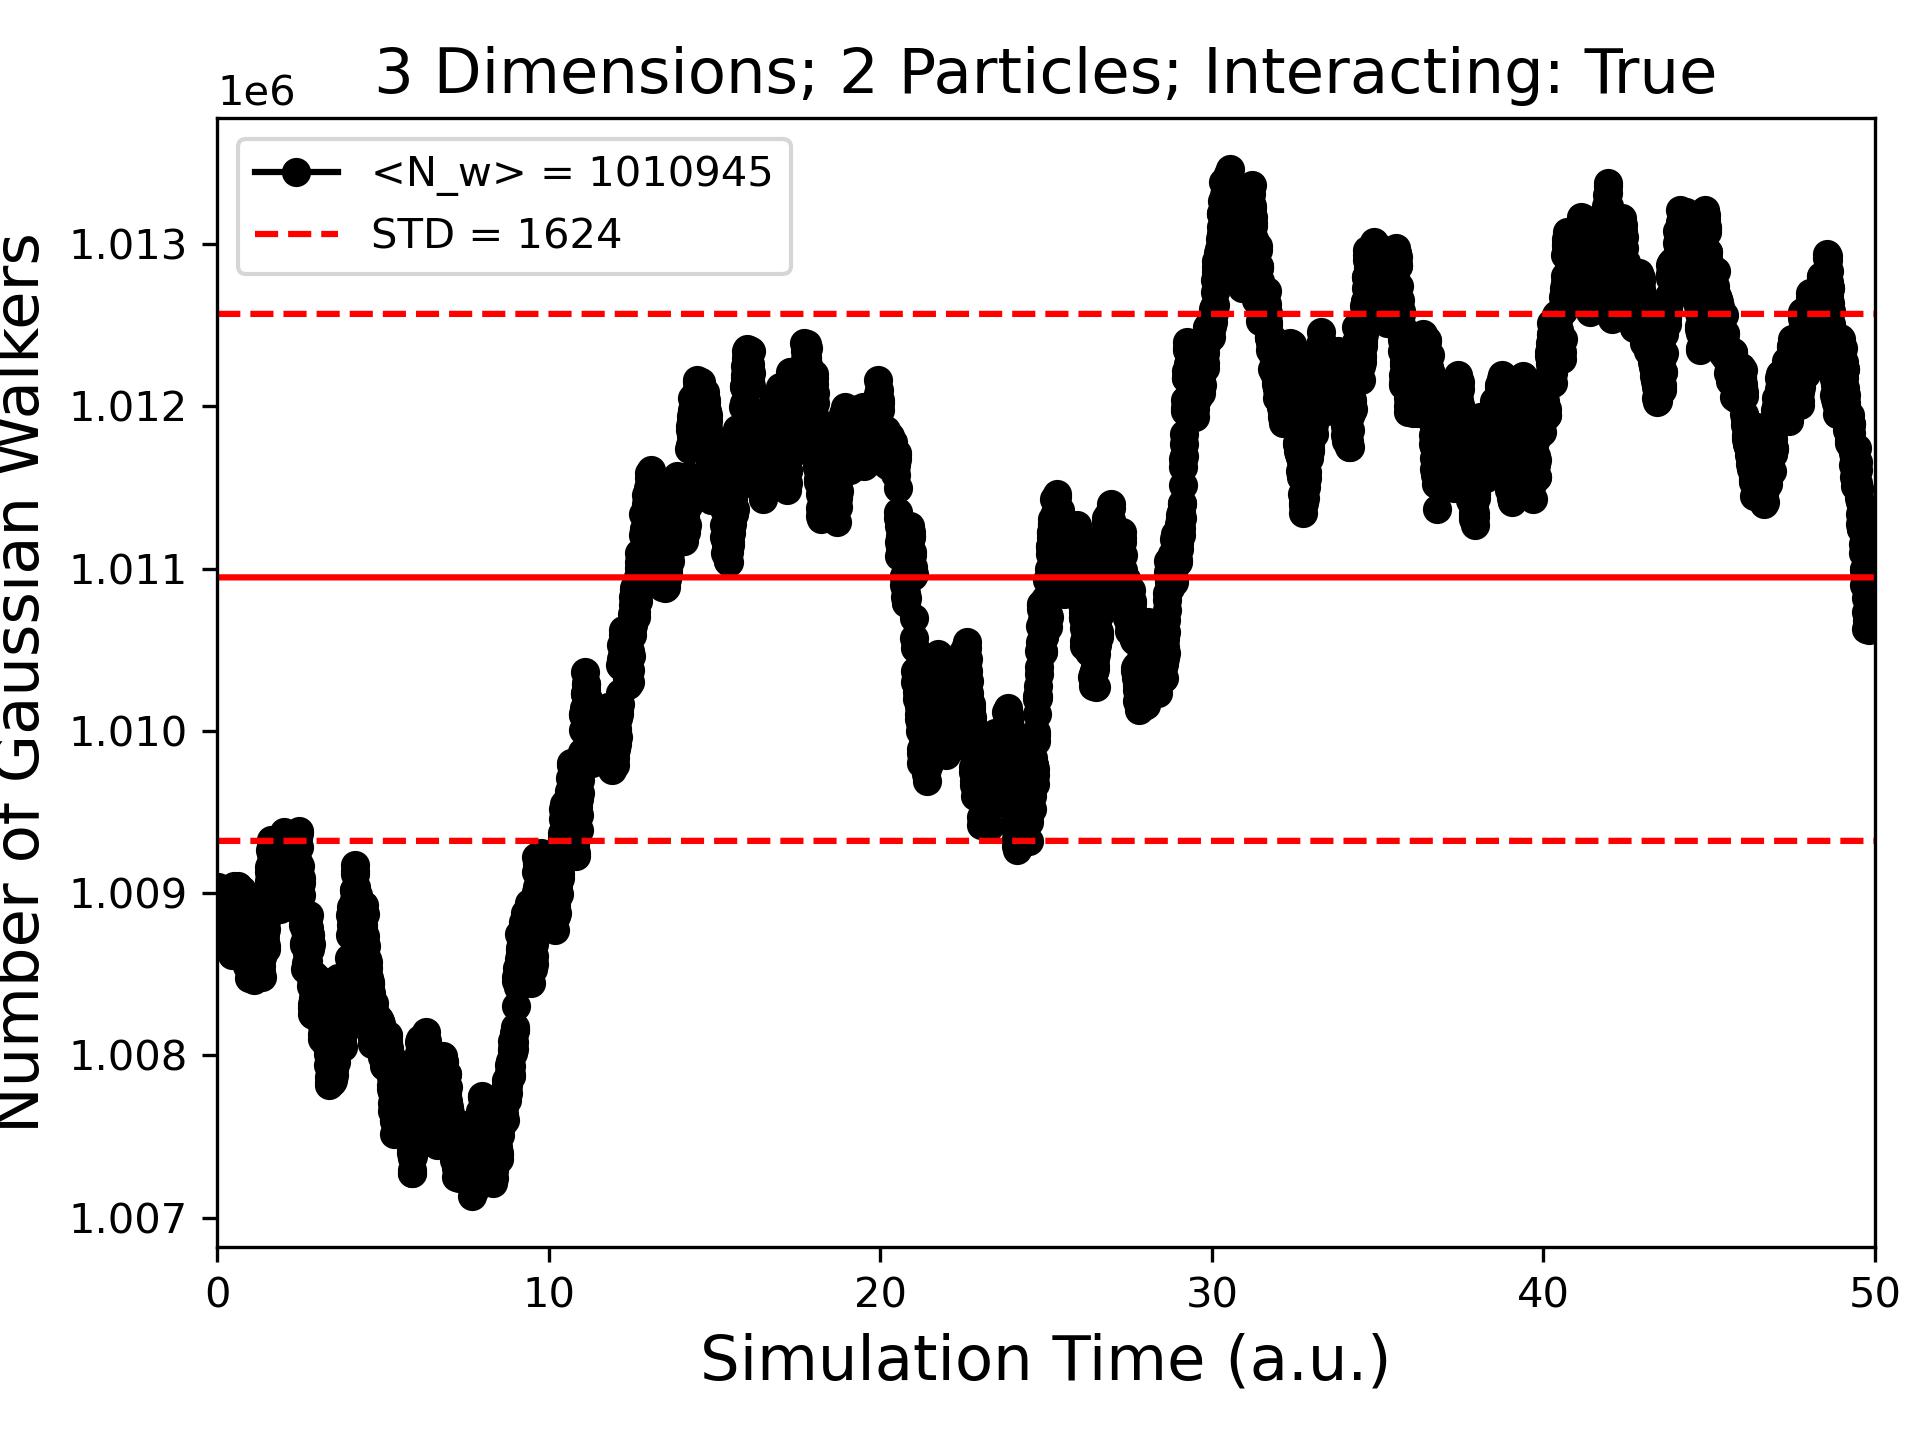 3 Dimensions; 2 Particles; Interacting: True
1e6
<N_w> = 1010945
STD = 1624
Number of Gaussian Walkers
1.013
1.012
1.011
1.010
1.009
1.008
1.007
0 10 20 30 40 50
Simulation Time (a.u.)